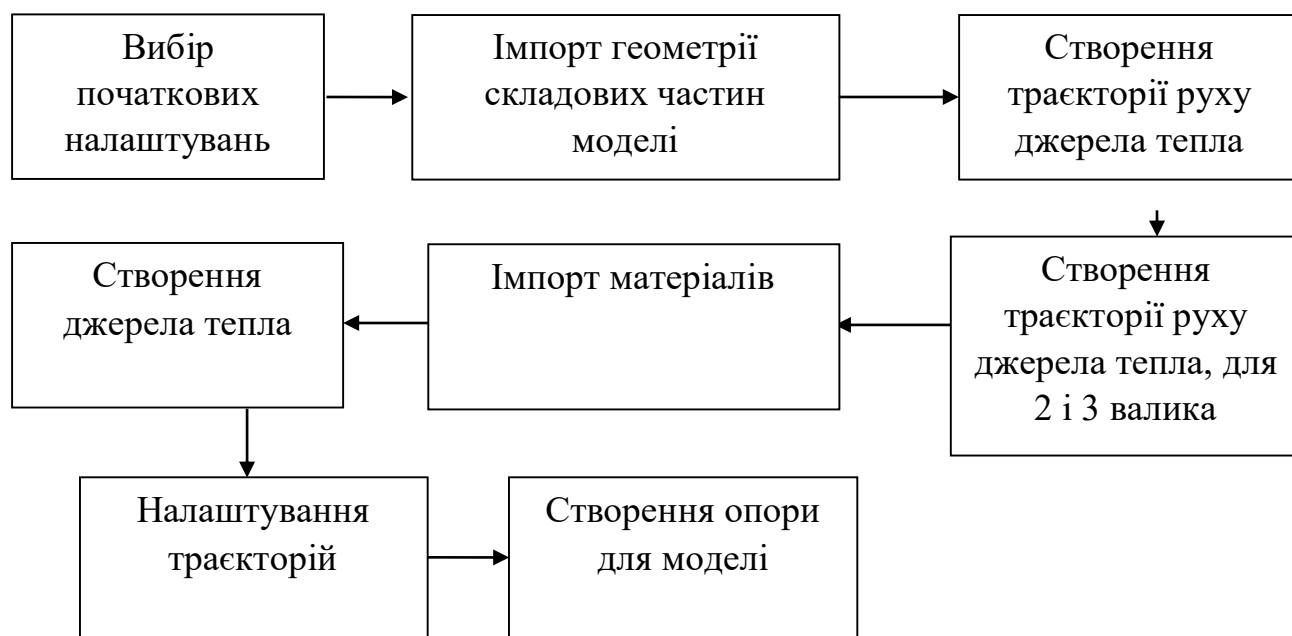 Вибір
початкових
налаштувань
Імпорт геометрії
складових частин
моделі
Створення
траєкторії руху
джерела тепла
Створення
траєкторії руху
джерела тепла, для
2 і 3 валика
Імпорт матеріалів
Створення
джерела тепла
Налаштування
траєкторій
Створення опори
для моделі